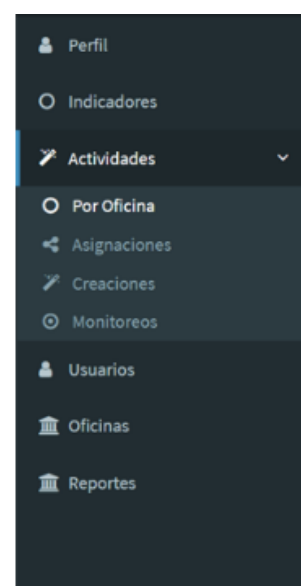 Perfil
Indicadores
Actividades
Por Oficina
Asignaciones
Creaciones
Monitoreos
Usuarios
Oficinas
Reportes